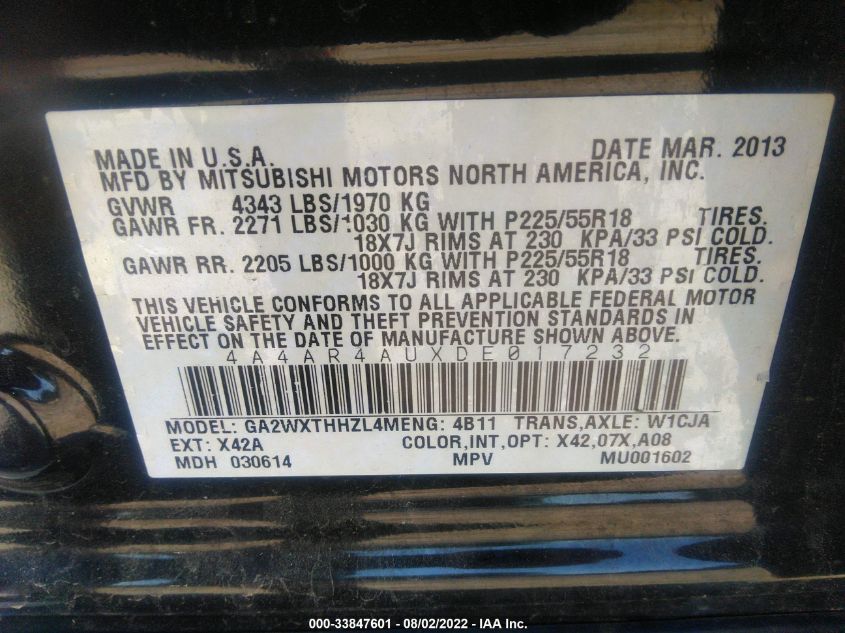 MADE IN U.S.A. DATE MAR. 2013
MFD BY MITSUBISHI MOTORS NORTH AMERICA, INC.
GVWR 4343 LBS/1970 KG
GAWR FR. 2271 LBS/1030 KG WITH P225/55R18 TIRES.
18X7J RIMS AT 230 KPA/33 PSI COLD.
GAWR RR. 2205 LBS/1000 KG WITH P225/55R18 TIRES.
18X7J RIMS AT 230 KPA/33 PSI COLD.
THIS VEHICLE CONFORMS TO ALL APPLICABLE FEDERAL MOTOR
VEHICLE SAFETY AND THEFT PREVENTION STANDARDS IN
EFFECT ON THE DATE OF MANUFACTURE SHOWN ABOVE.
4A4AR4AUXDE017232
MODEL: GA2WXTHHZL4MENG: 4B11 TRANS,AXLE: W1CJA
EXT: X42A COLOR,INT,OPT: X42,07X,A08
MDH 030614 MPV MU001602
000-33847601 - 08/02/2022 - IAA Inc.